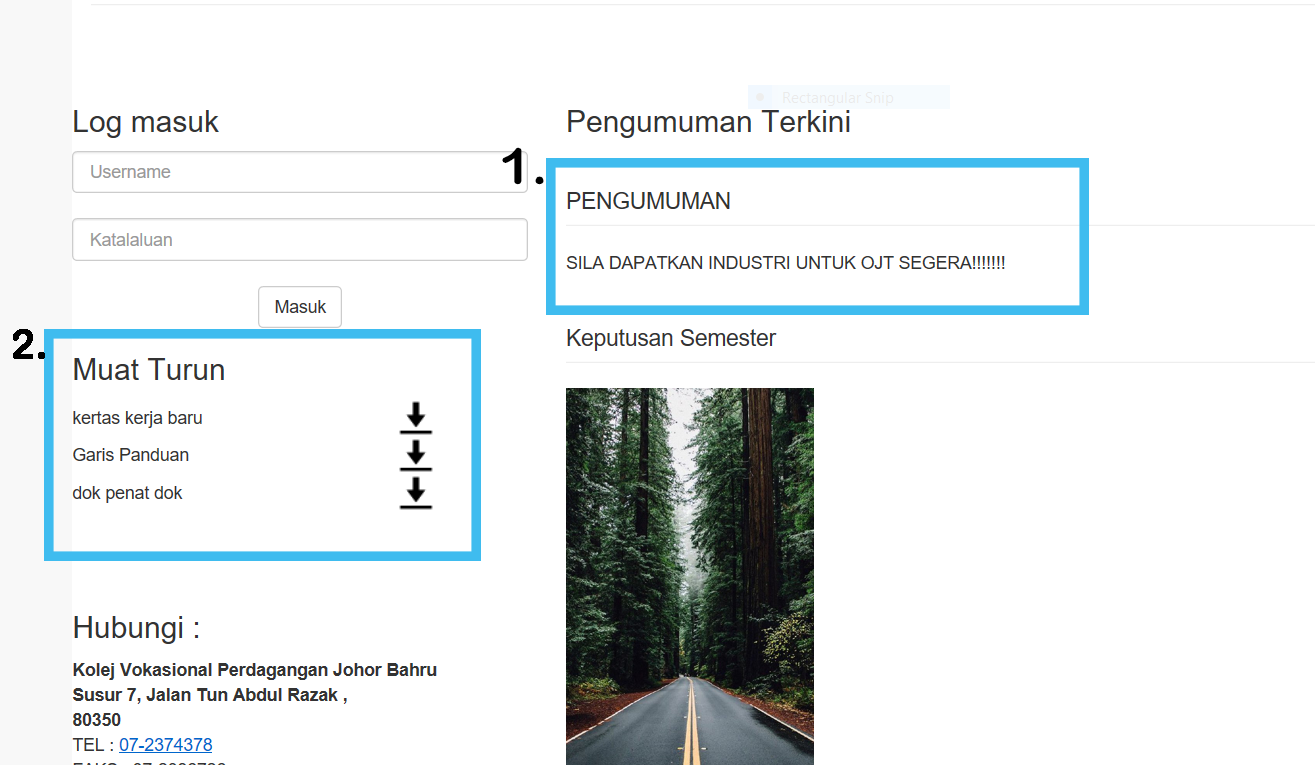 Rectangular Snip
Log masuk
Username
Katalaluan
Masuk
2.
Muat Turun
kertas kerja baru
Garis Panduan
dok penat dok
Hubungi :
Kolej Vokasional Perdagangan Johor Bahru
Susur 7, Jalan Tun Abdul Razak ,
80350
TEL : 07-2374378
Pengumuman Terkini
1.
PENGUMUMAN
SILA DAPATKAN INDUSTRI UNTUK OJT SEGERA!!!!!!!
Keputusan Semester